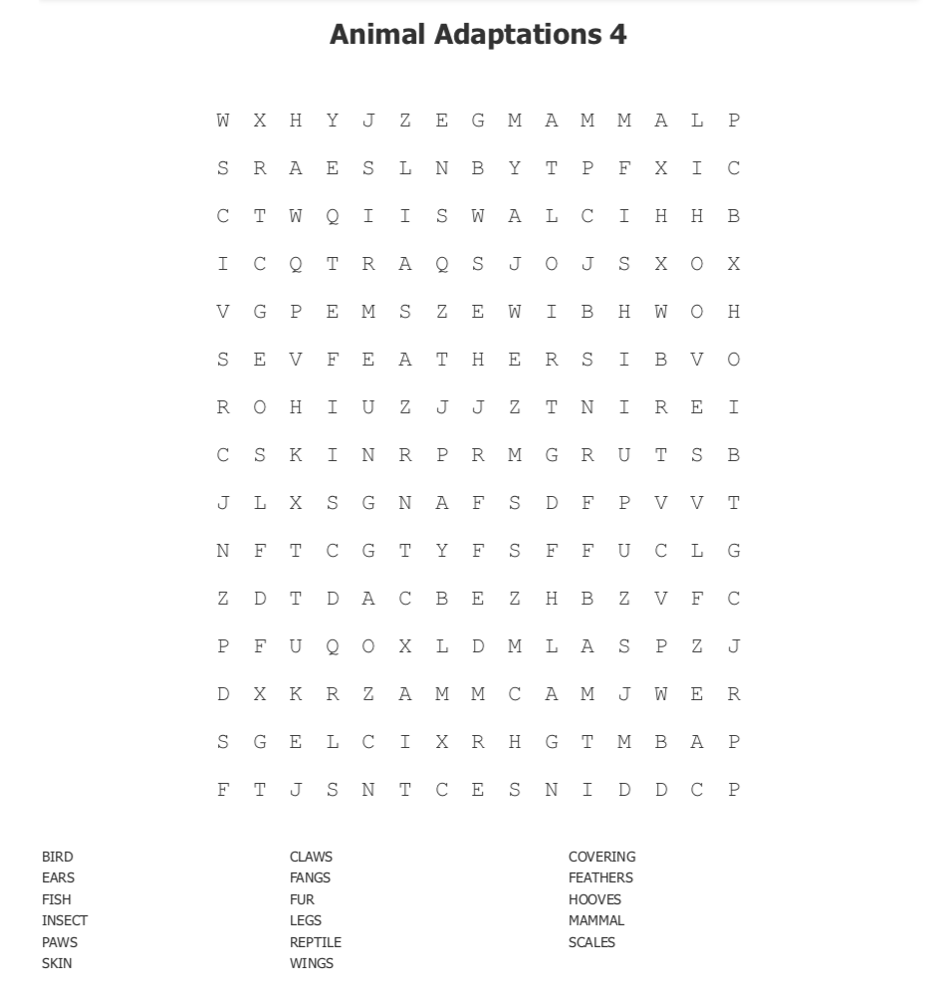 Animal Adaptations 4
W X H Y J Z E G M A M M A L P
S R A E S L N B Y T P F X I C
C T W Q I I S W A L C I H H B
I C Q T R A Q S J O J S X O X
V G P E M S Z E W I B H W O H
S E V F E A T H E R S I B V O
R O H I U Z J J Z T N I R E I
C S K I N R P R M G R U T S B
J L X S G N A F S D F P V V T
N F T C G T Y F S F F U C L G
Z D T D A C B E Z H B Z V F C
P F U Q O X L D M L A S P Z J
D X K R Z A M M C A M J W E R
S G E L C I X R H G T M B A P
F T J S N T C E S N I D D C P
BIRD CLAWS COVERING
EARS FANGS FEATHERS
FISH FUR HOOVES
INSECT LEGS MAMMAL
PAWS REPTILE SCALES
SKIN WINGS